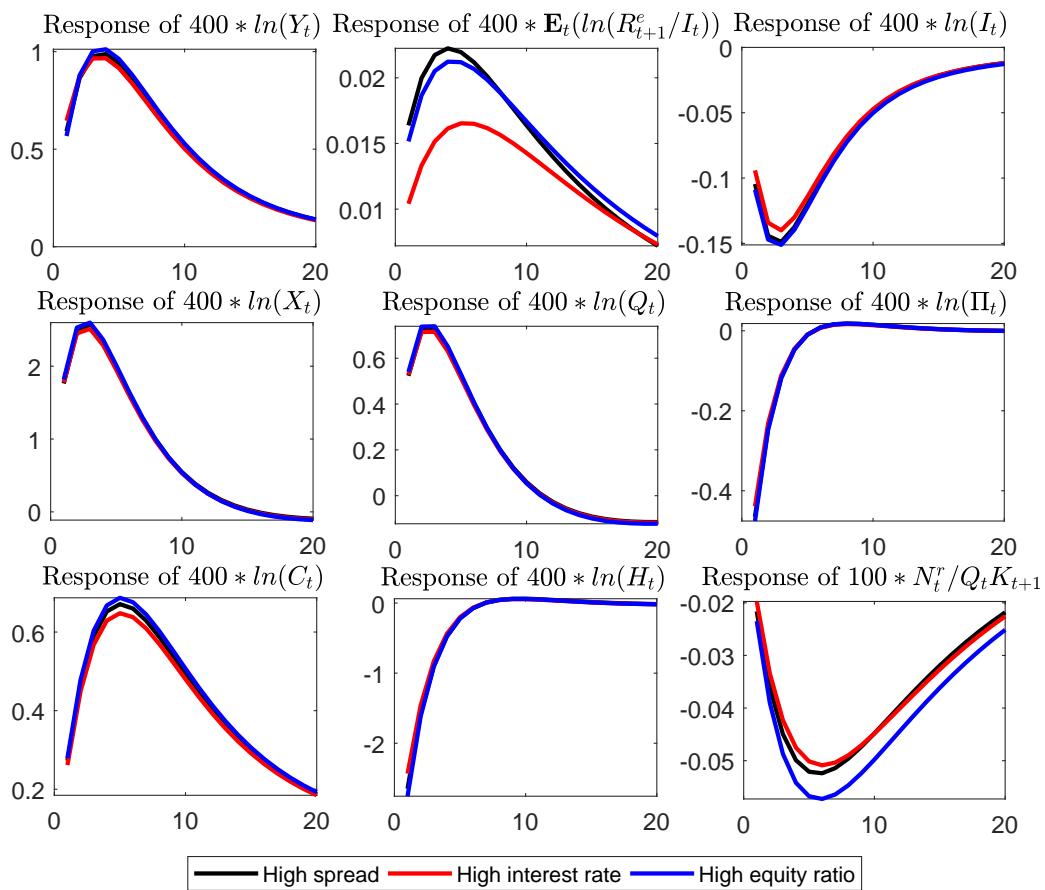 Response of 400 ∗ ln(Y_t)
Response of 400 ∗ E_t(ln(R^e_{t+1}/I_t))
Response of 400 ∗ ln(I_t)
1
0.5
0
0 10 20
0.02
0.015
0.01
0 10 20
0
-0.05
-0.1
-0.15
0 10 20
Response of 400 ∗ ln(X_t)
Response of 400 ∗ ln(Q_t)
Response of 400 ∗ ln(Π_t)
2
1
0
0 10 20
0.6
0.4
0.2
0
0 10 20
0
-0.2
-0.4
0 10 20
Response of 400 ∗ ln(C_t)
Response of 400 ∗ ln(H_t)
Response of 100 ∗ N^r_t/Q_tK_{t+1}
0.6
0.4
0.2
0 10 20
0
-1
-2
0 10 20
-0.02
-0.03
-0.04
-0.05
0 10 20
High spread High interest rate High equity ratio